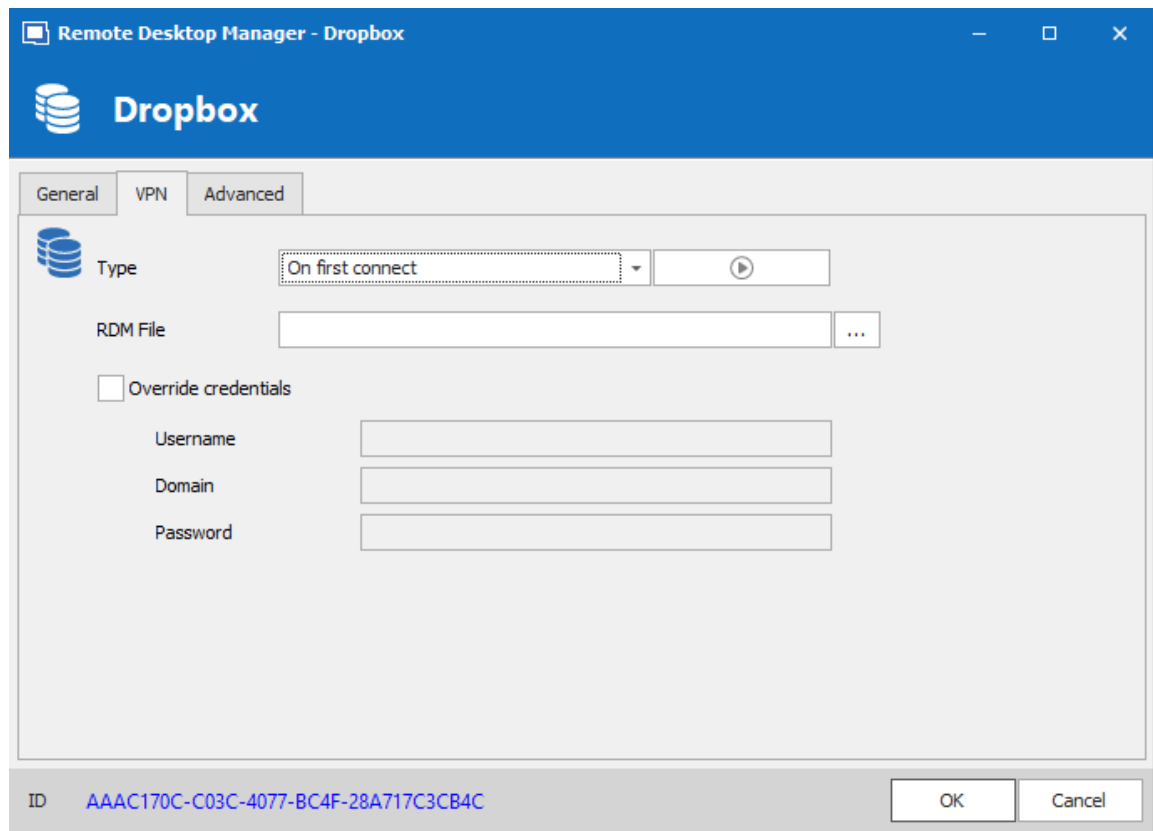 Remote Desktop Manager - Dropbox
Dropbox
General VPN Advanced
Type On first connect
RDM File ...
Override credentials
Username
Domain
Password
ID AAAC170C-C03C-4077-BC4F-28A717C3CB4C OK Cancel